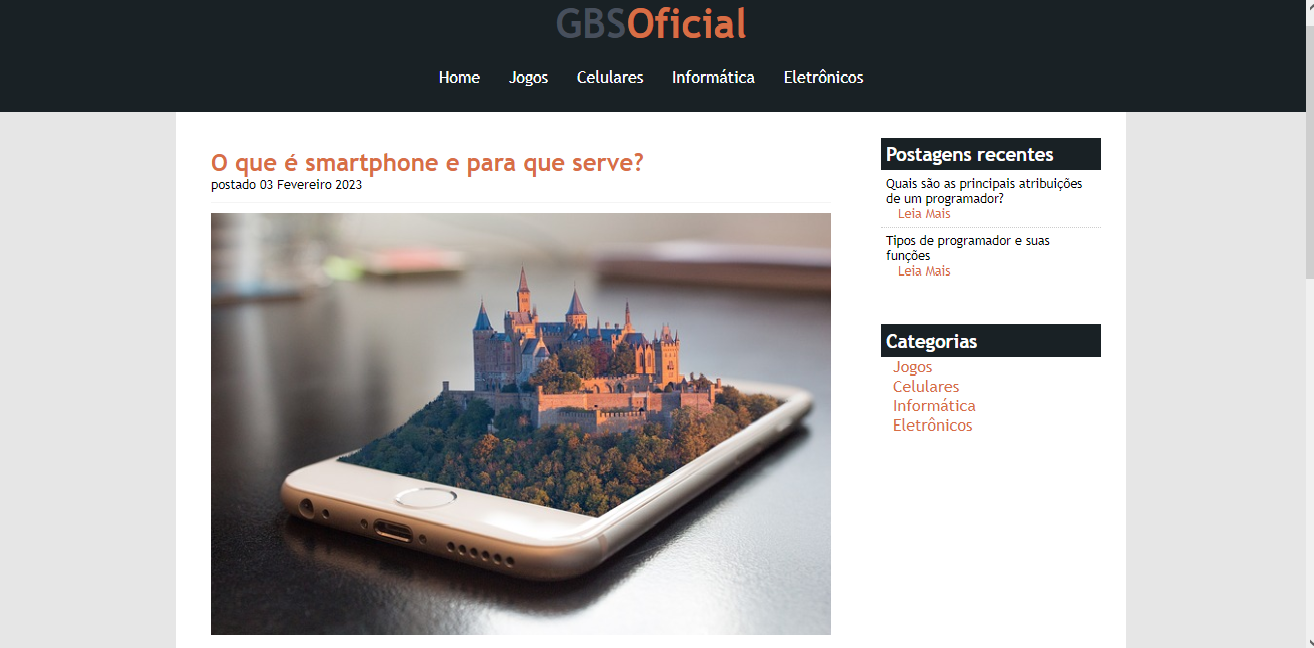 GBSOficial
Home Jogos Celulares Informática Eletrônicos
O que é smartphone e para que serve?
postado 03 Fevereiro 2023
Postagens recentes
Quais são as principais atribuições
de um programador?
Leia Mais
Tipos de programador e suas
funções
Leia Mais
Categorias
Jogos
Celulares
Informática
Eletrônicos